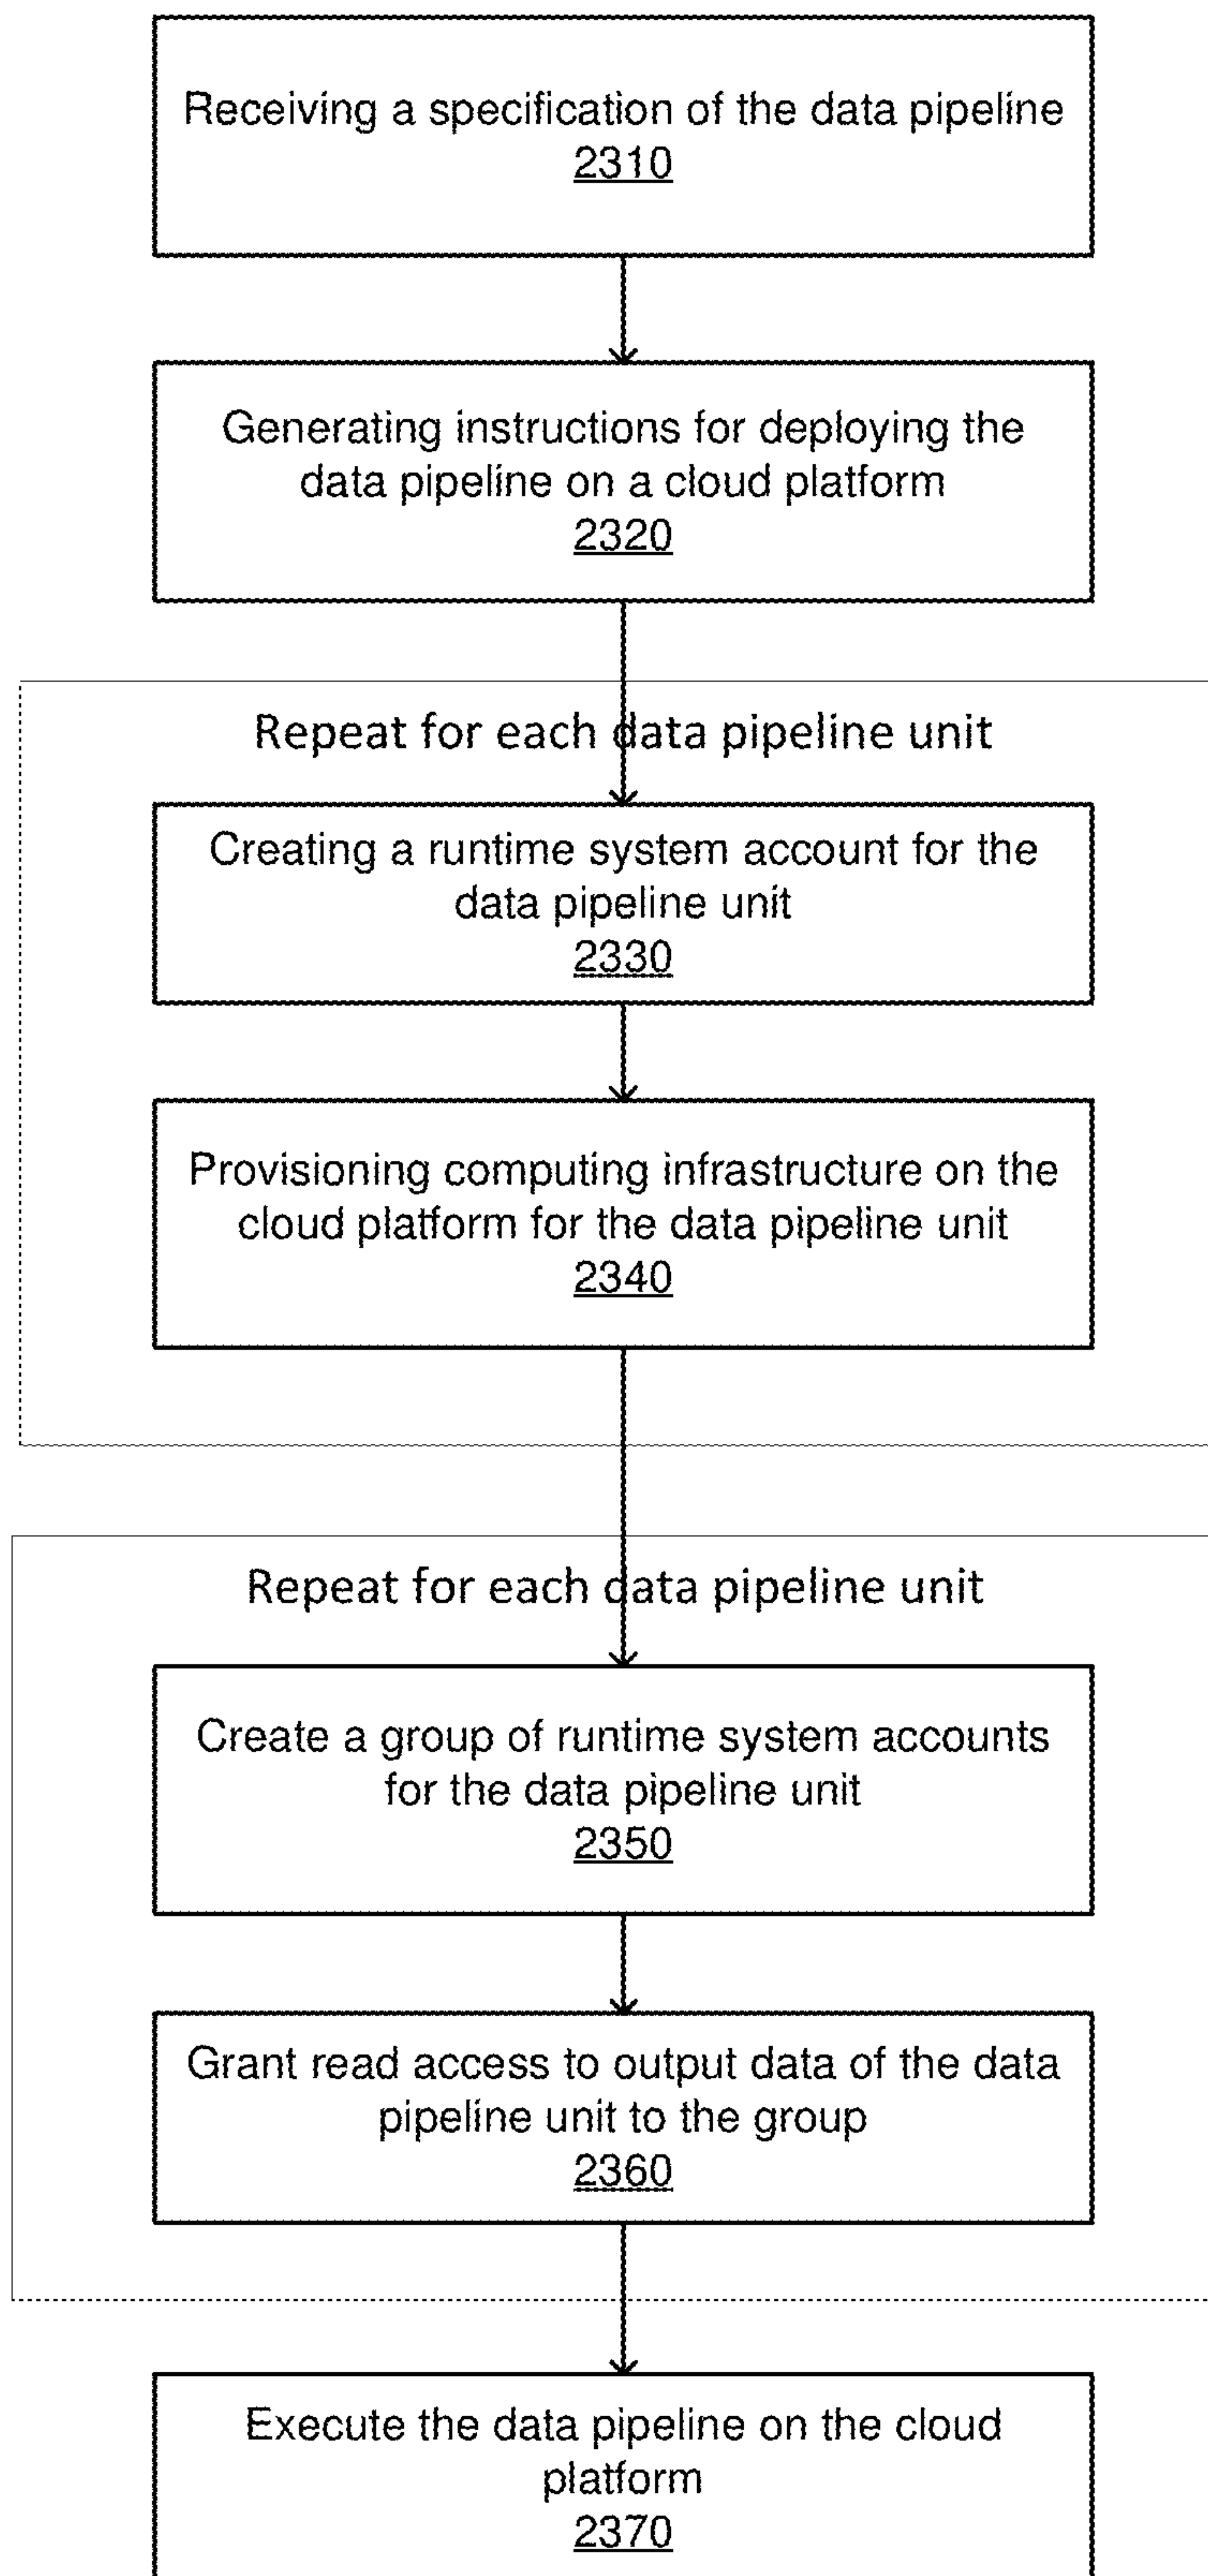 Receiving a specification of the data pipeline
2310
Generating instructions for deploying the
data pipeline on a cloud platform
2320
Repeat for each data pipeline unit
Creating a runtime system account for the
data pipeline unit
2330
Provisioning computing infrastructure on the
cloud platform for the data pipeline unit
2340
Repeat for each data pipeline unit
Create a group of runtime system accounts
for the data pipeline unit
2350
Grant read access to output data of the data
pipeline unit to the group
2360
Execute the data pipeline on the cloud
platform
2370